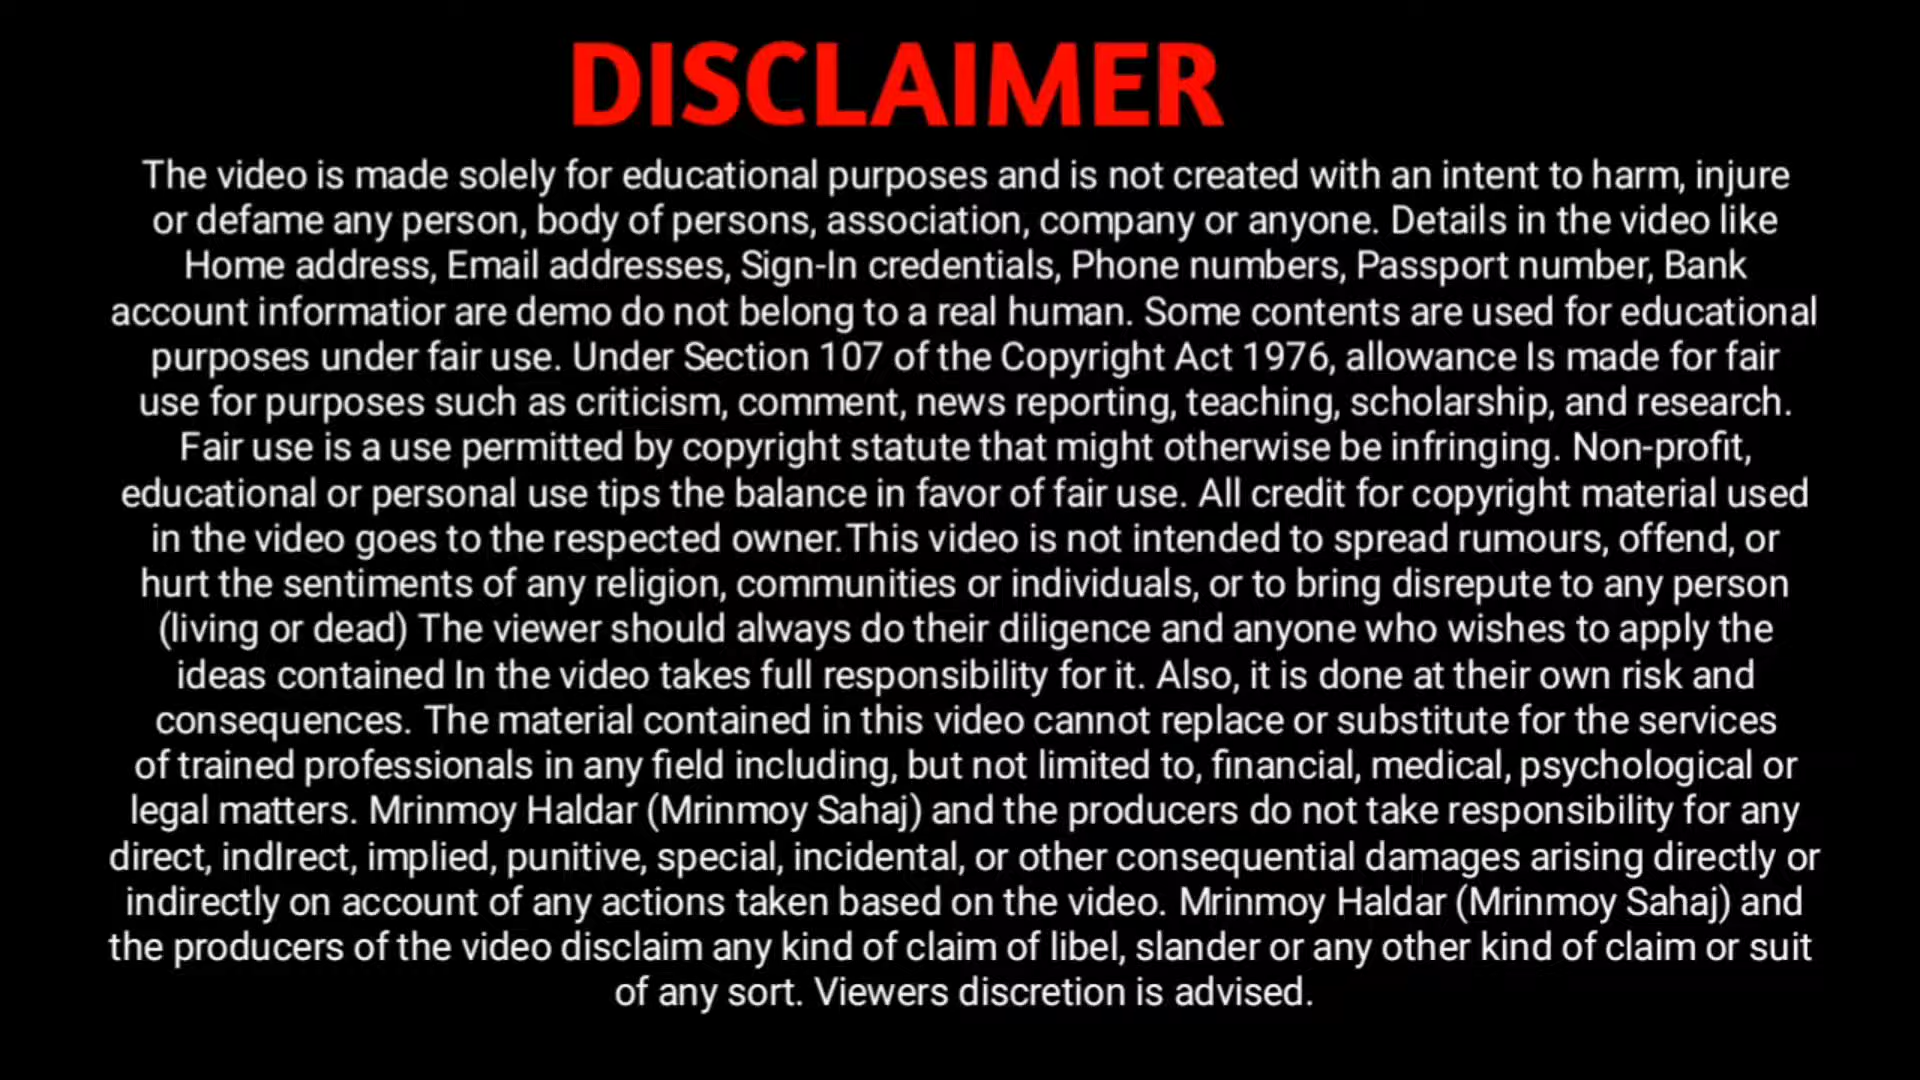 DISCLAIMER
The video is made solely for educational purposes and is not created with an intent to harm, injure
or defame any person, body of persons, association, company or anyone. Details in the video like
Home address, Email addresses, Sign-In credentials, Phone numbers, Passport number, Bank
account informatior are demo do not belong to a real human. Some contents are used for educational
purposes under fair use. Under Section 107 of the Copyright Act 1976, allowance Is made for fair
use for purposes such as criticism, comment, news reporting, teaching, scholarship, and research.
Fair use is a use permitted by copyright statute that might otherwise be infringing. Non-profit,
educational or personal use tips the balance in favor of fair use. All credit for copyright material used
in the video goes to the respected owner.This video is not intended to spread rumours, offend, or
hurt the sentiments of any religion, communities or individuals, or to bring disrepute to any person
(living or dead) The viewer should always do their diligence and anyone who wishes to apply the
ideas contained In the video takes full responsibility for it. Also, it is done at their own risk and
consequences. The material contained in this video cannot replace or substitute for the services
of trained professionals in any field including, but not limited to, financial, medical, psychological or
legal matters. Mrinmoy Haldar (Mrinmoy Sahaj) and the producers do not take responsibility for any
direct, indIrect, implied, punitive, special, incidental, or other consequential damages arising directly or
indirectly on account of any actions taken based on the video. Mrinmoy Haldar (Mrinmoy Sahaj) and
the producers of the video disclaim any kind of claim of libel, slander or any other kind of claim or suit
of any sort. Viewers discretion is advised.